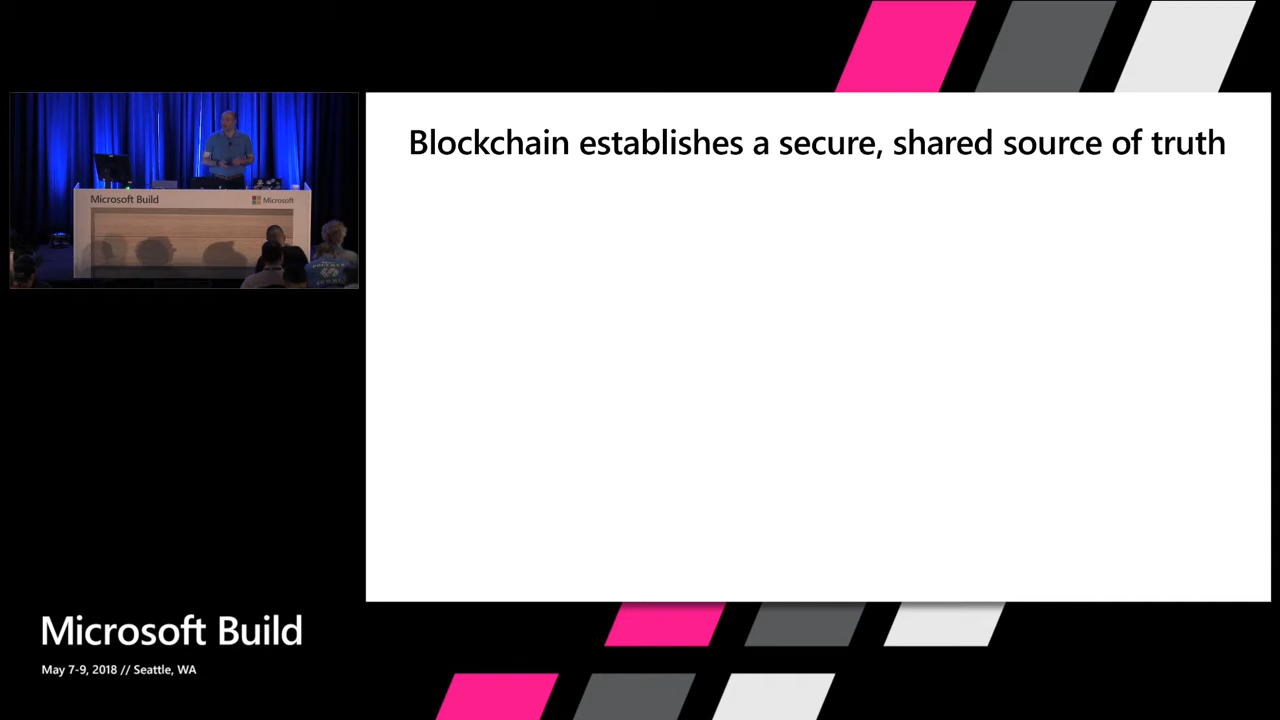 Blockchain establishes a secure, shared source of truth
Microsoft Build
Microsoft
Microsoft Build
May 7-9, 2018 // Seattle, WA